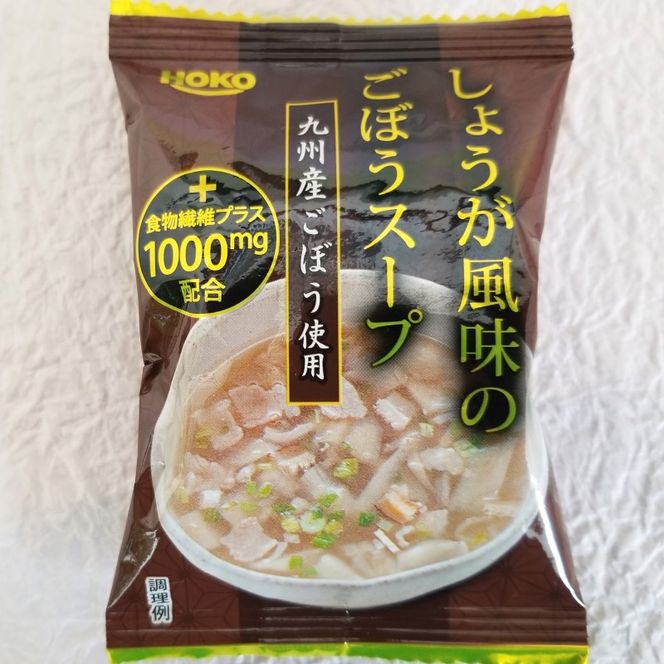 HOKO
しょうが風味の
ごぼうスープ
九州産ごぼう使用
＋
食物繊維プラス
1000mg
配合
調理例